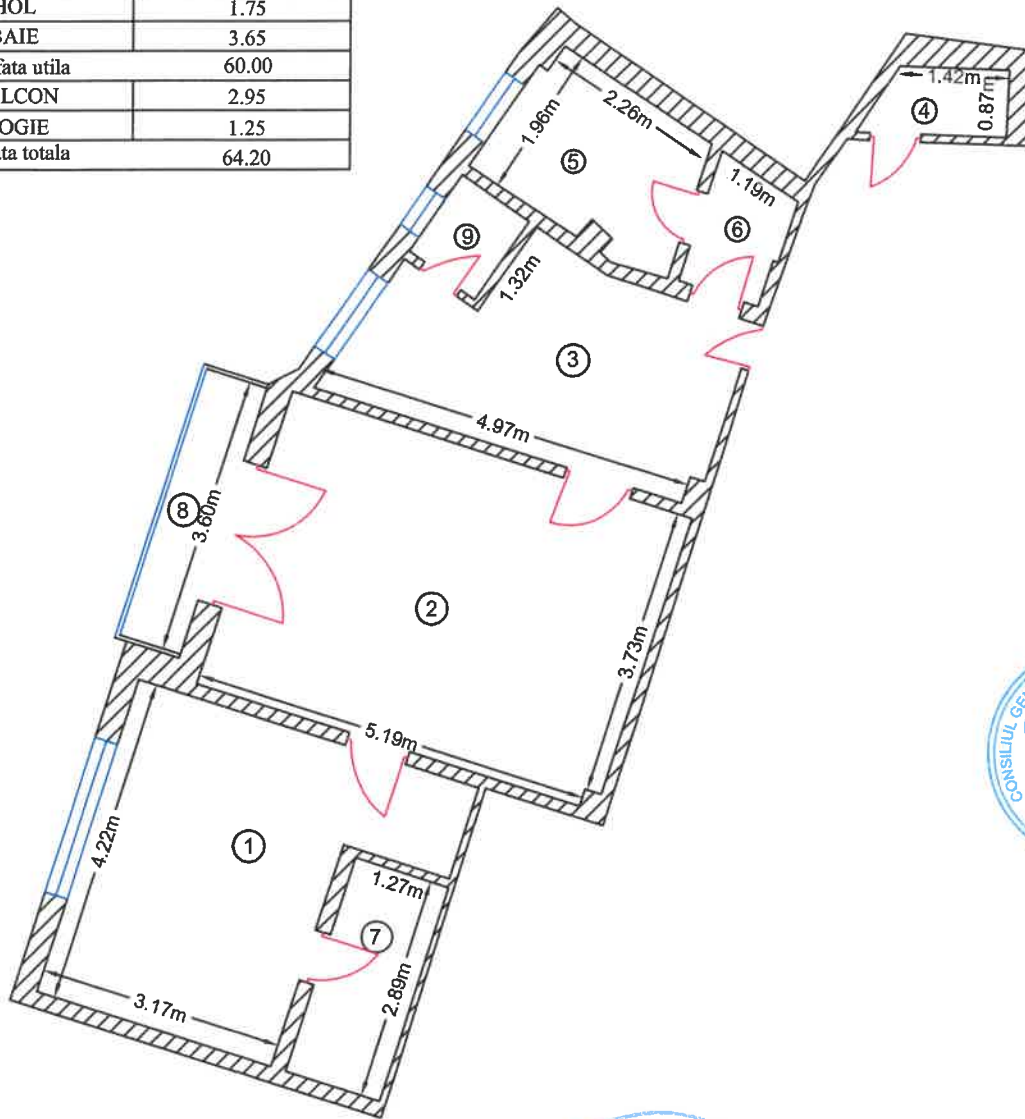 HOL 1.75
BAIE 3.65
fata utila 60.00
LCON 2.95
OGIE 1.25
ta totala 64.20
1.42m
0.87m
4
2.26m
1.96m
5
1.19m
6
9
1.32m
3
4.97m
8
3.60m
2
3.73m
5.19m
4.22m
1
1.27m
7
2.89m
3.17m
CONSILIUL